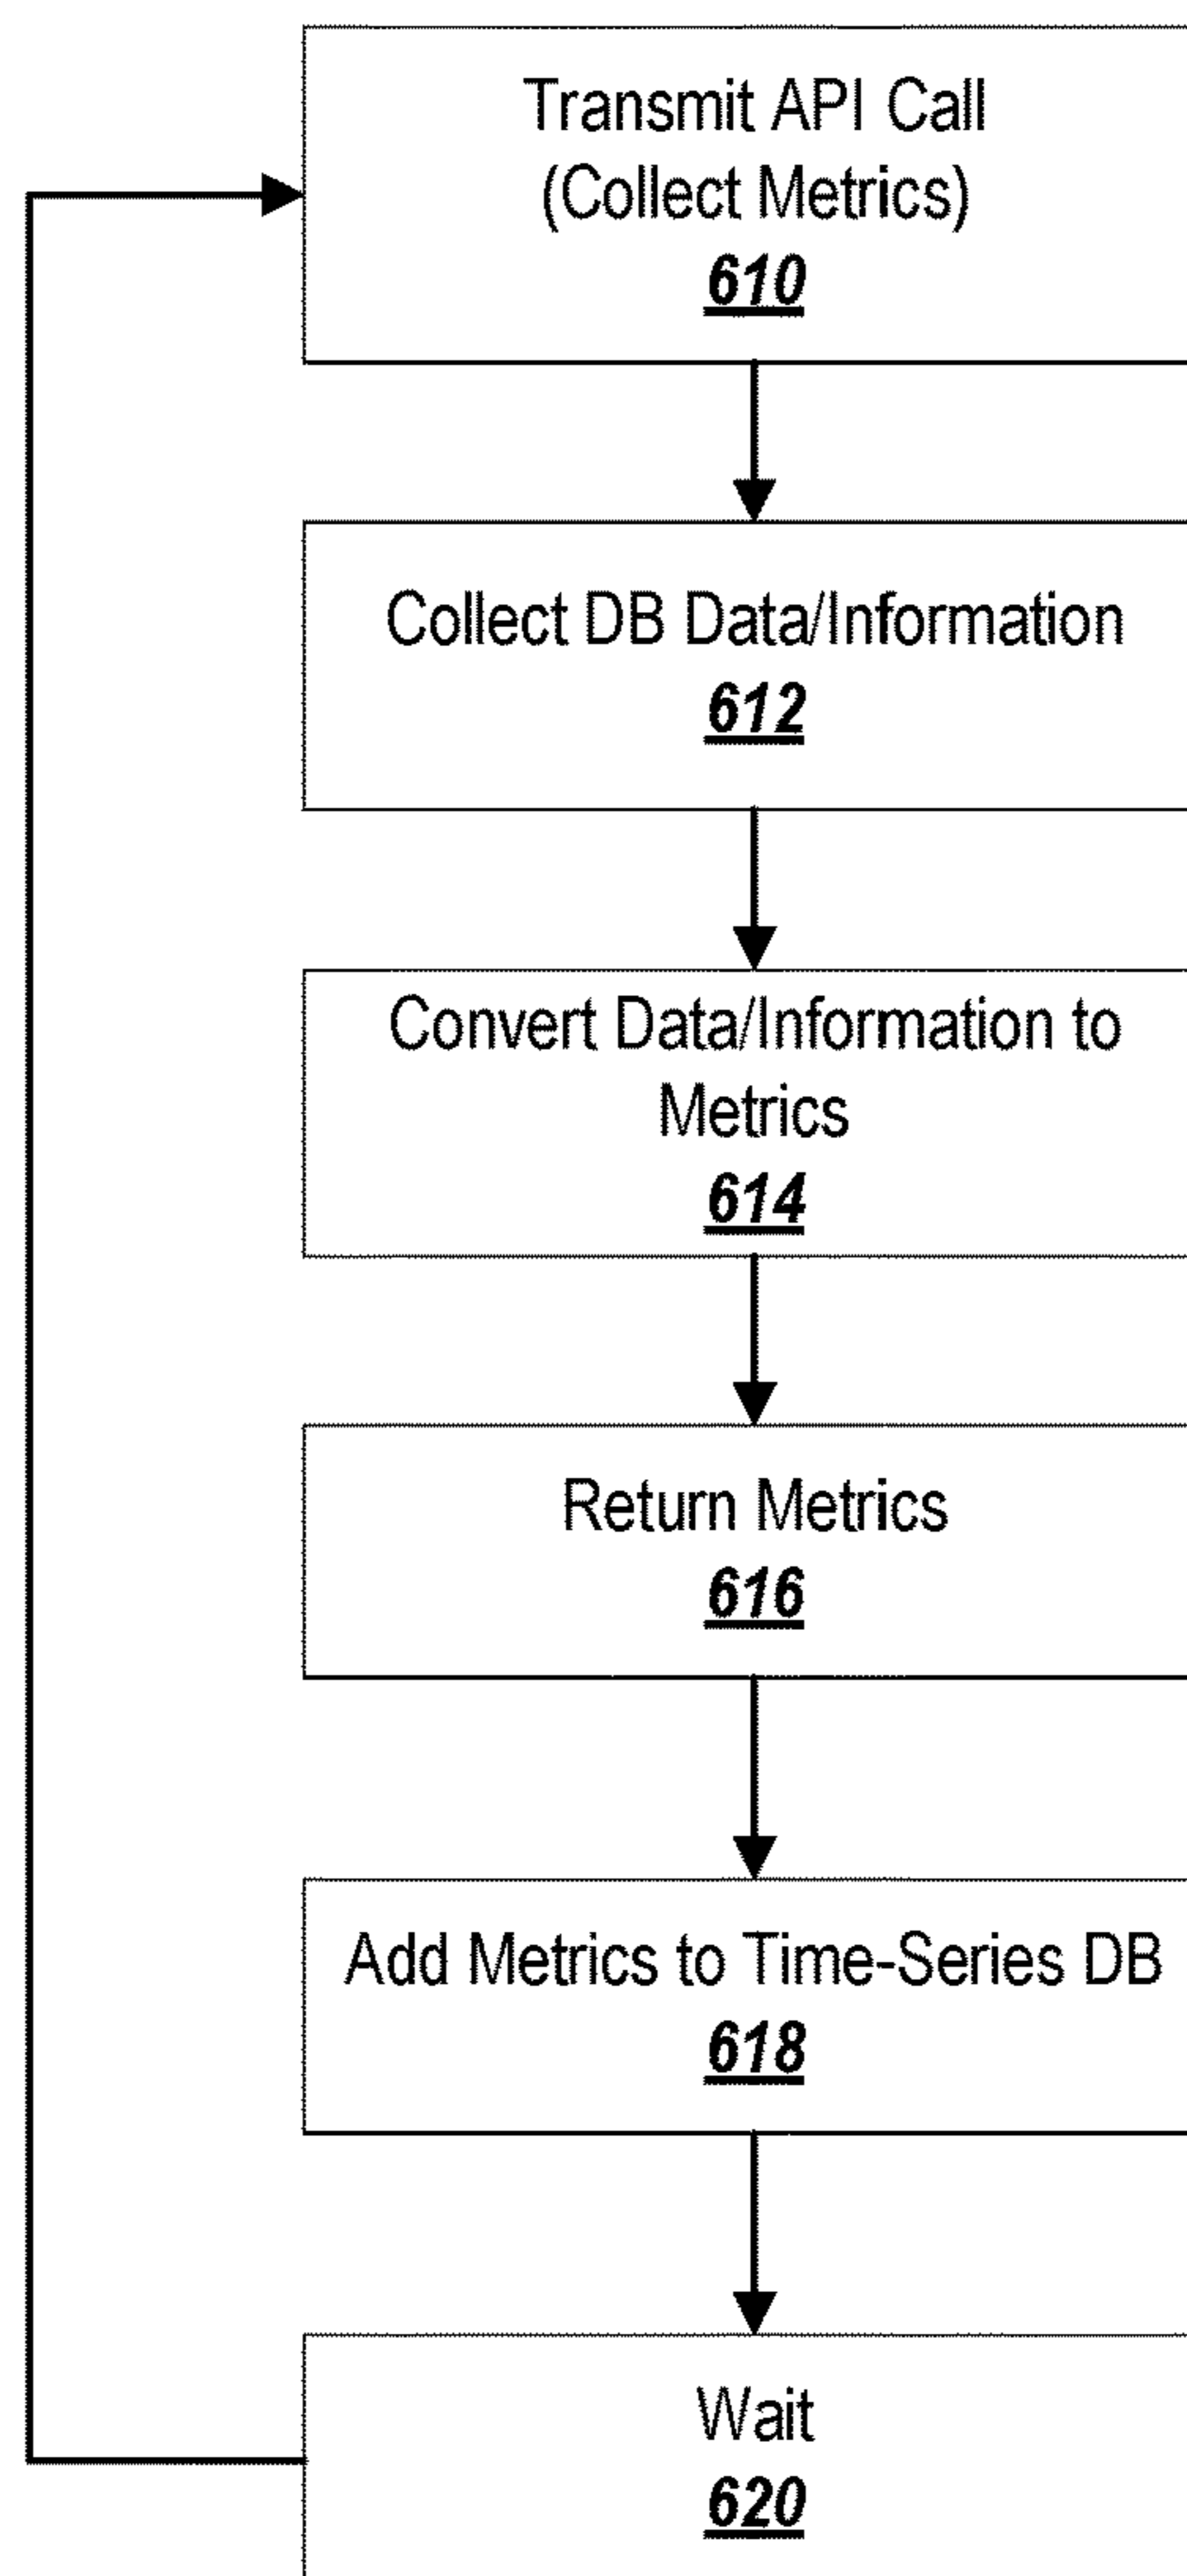 Transmit API Call
(Collect Metrics)
610
Collect DB Data/Information
612
Convert Data/Information to
Metrics
614
Return Metrics
616
Add Metrics to Time-Series DB
618
Wait
620